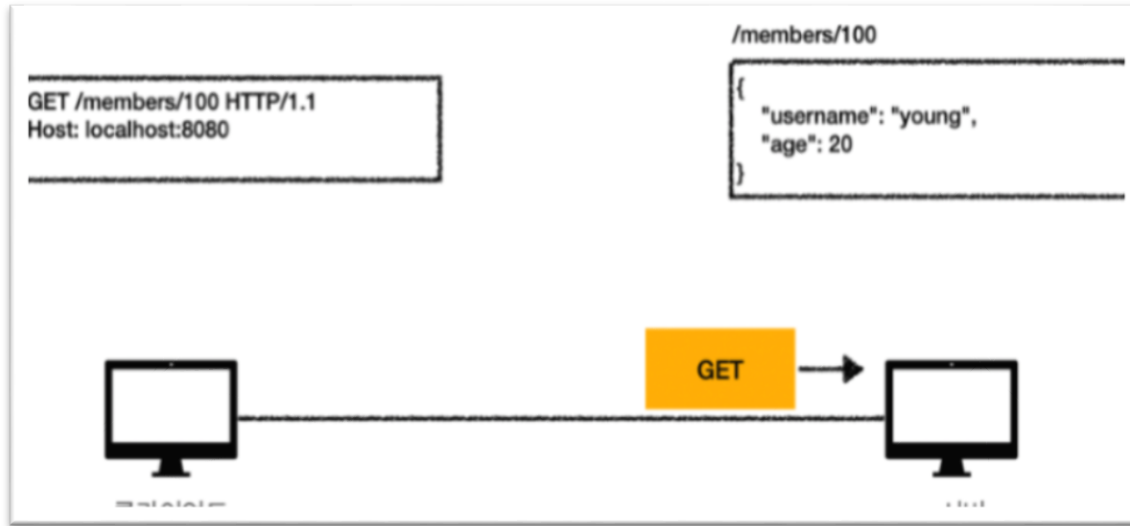 /members/100
GET /members/100 HTTP/1.1
Host: localhost:8080
{
"username": "young",
"age": 20
}
GET